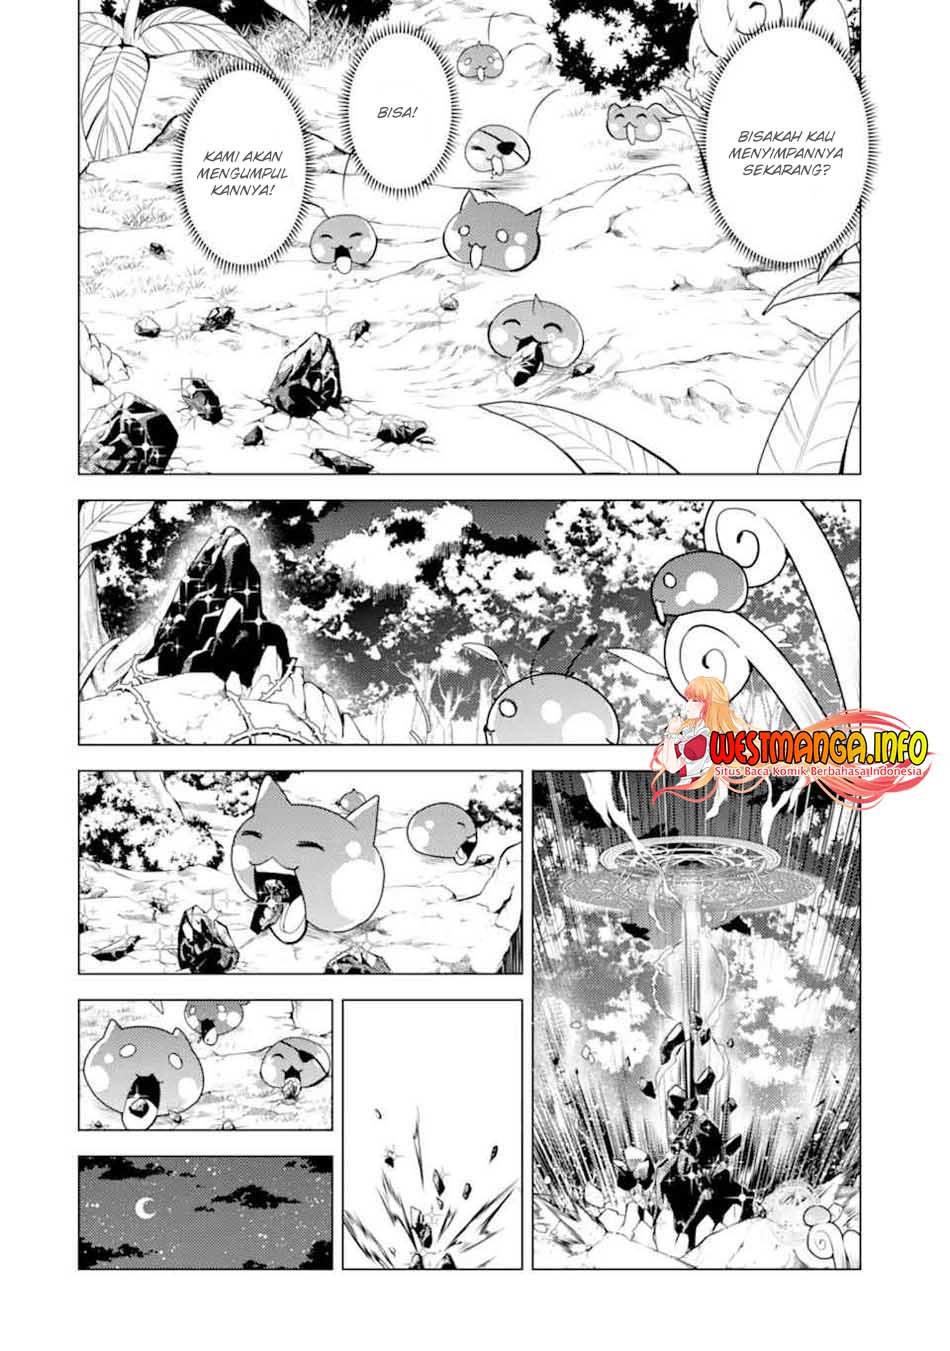 BISAKAH KAU
MENYIMPANNYA
SEKARANG?
BISA!
KAMI AKAN
MENGUMPUL
KANNYA!
WESTMANGA.INFO
Situs Baca Komik Berbahasa Indonesia